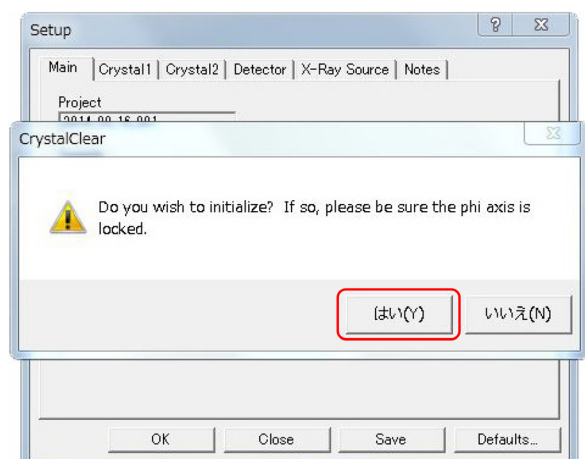 Setup
Main Crystal1 Crystal2 Detector X-Ray Source Notes
Project
CrystalClear
Do you wish to initialize? If so, please be sure the phi axis is
locked.
はい(Y) いいえ(N)
OK Close Save Defaults...